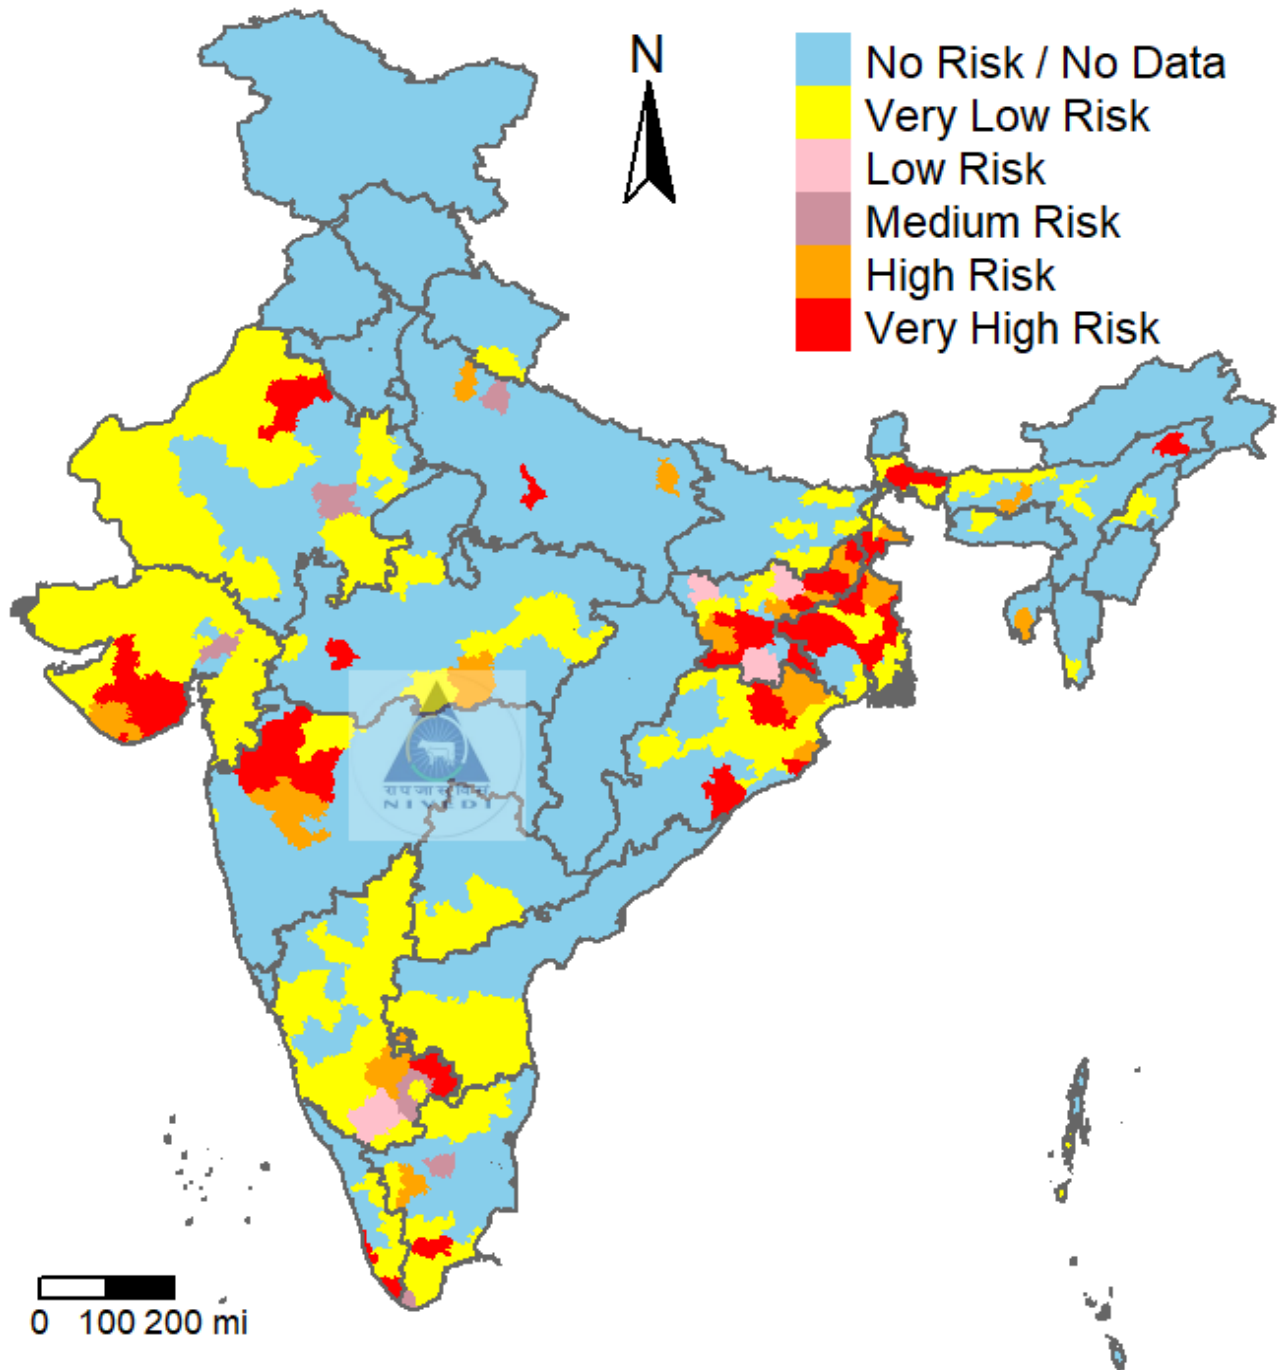 N
No Risk / No Data
Very Low Risk
Low Risk
Medium Risk
High Risk
Very High Risk
NIVEDI
0 100 200 mi